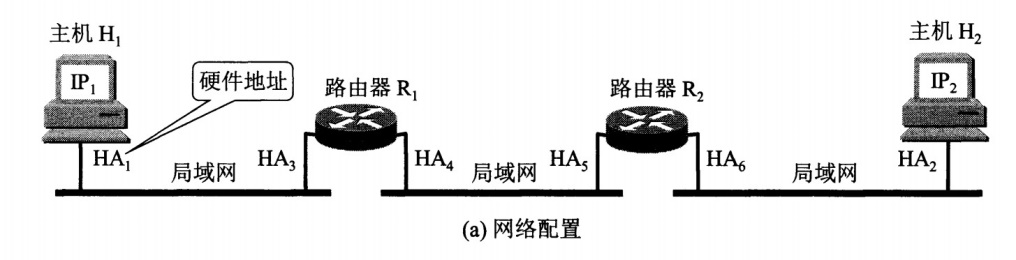 主机 H₁
IP₁
硬件地址
路由器 R₁
路由器 R₂
主机 H₂
IP₂
HA₁
局域网
HA₃
HA₄
局域网
HA₅
HA₆
局域网
HA₂
(a) 网络配置